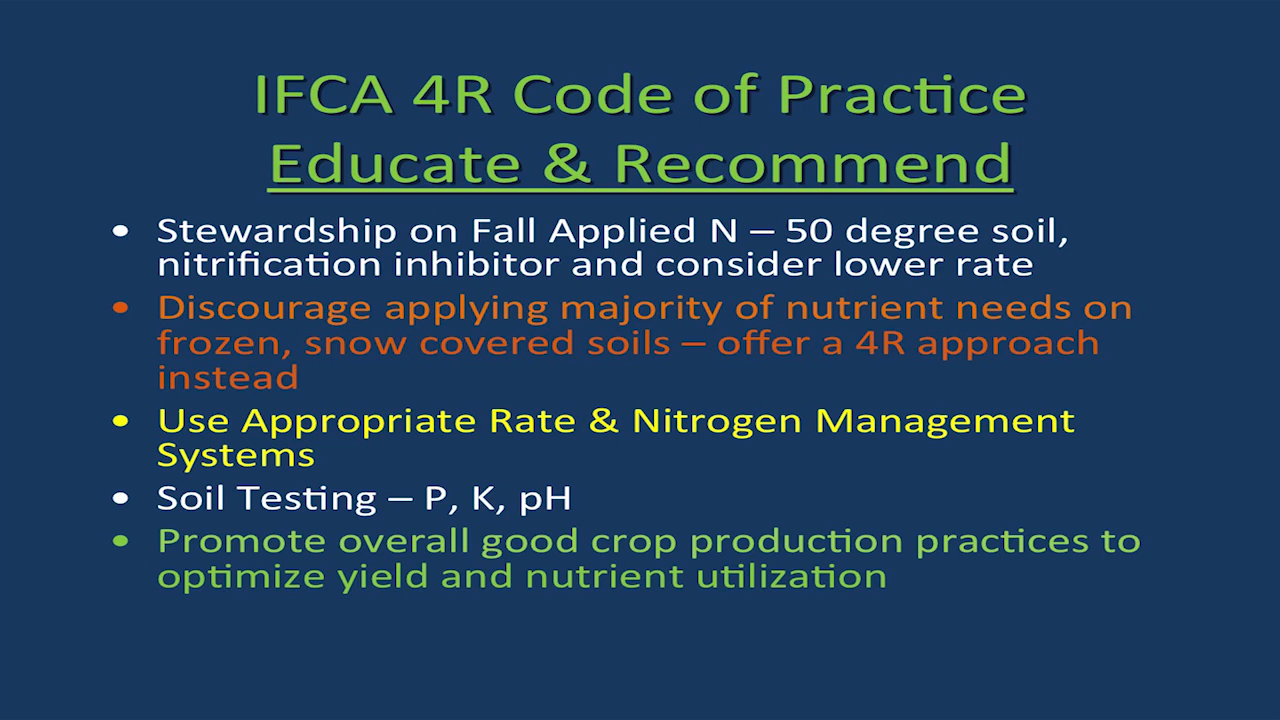 IFCA 4R Code of Practice
Educate & Recommend
• Stewardship on Fall Applied N – 50 degree soil,
nitrification inhibitor and consider lower rate
• Discourage applying majority of nutrient needs on
frozen, snow covered soils – offer a 4R approach
instead
• Use Appropriate Rate & Nitrogen Management
Systems
• Soil Testing – P, K, pH
• Promote overall good crop production practices to
optimize yield and nutrient utilization